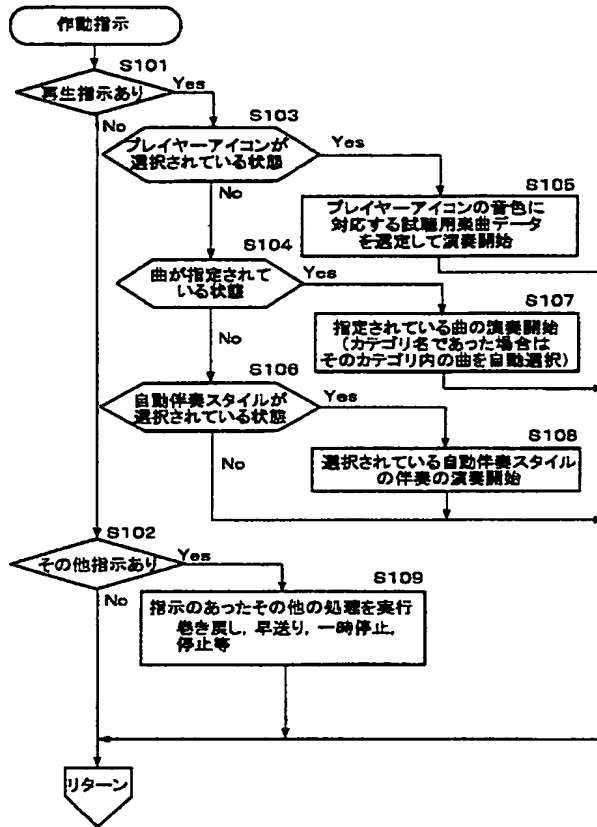 作動指示
S101
再生指示あり
Yes
No
S103
プレイヤーアイコンが
選択されている状態
Yes
No
S105
プレイヤーアイコンの音色に
対応する試聴用楽曲データ
を選定して演奏開始
S104
曲が指定されて
いる状態
Yes
No
S107
指定されている曲の演奏開始
(カテゴリ名であった場合は
そのカテゴリ内の曲を自動選択)
S106
自動伴奏スタイルが
選択されている状態
Yes
No
S108
選択されている自動伴奏スタイル
の伴奏の演奏開始
S102
その他指示あり
Yes
No
S109
指示のあったその他の処理を実行
巻き戻し,早送り,一時停止,
停止等
リターン